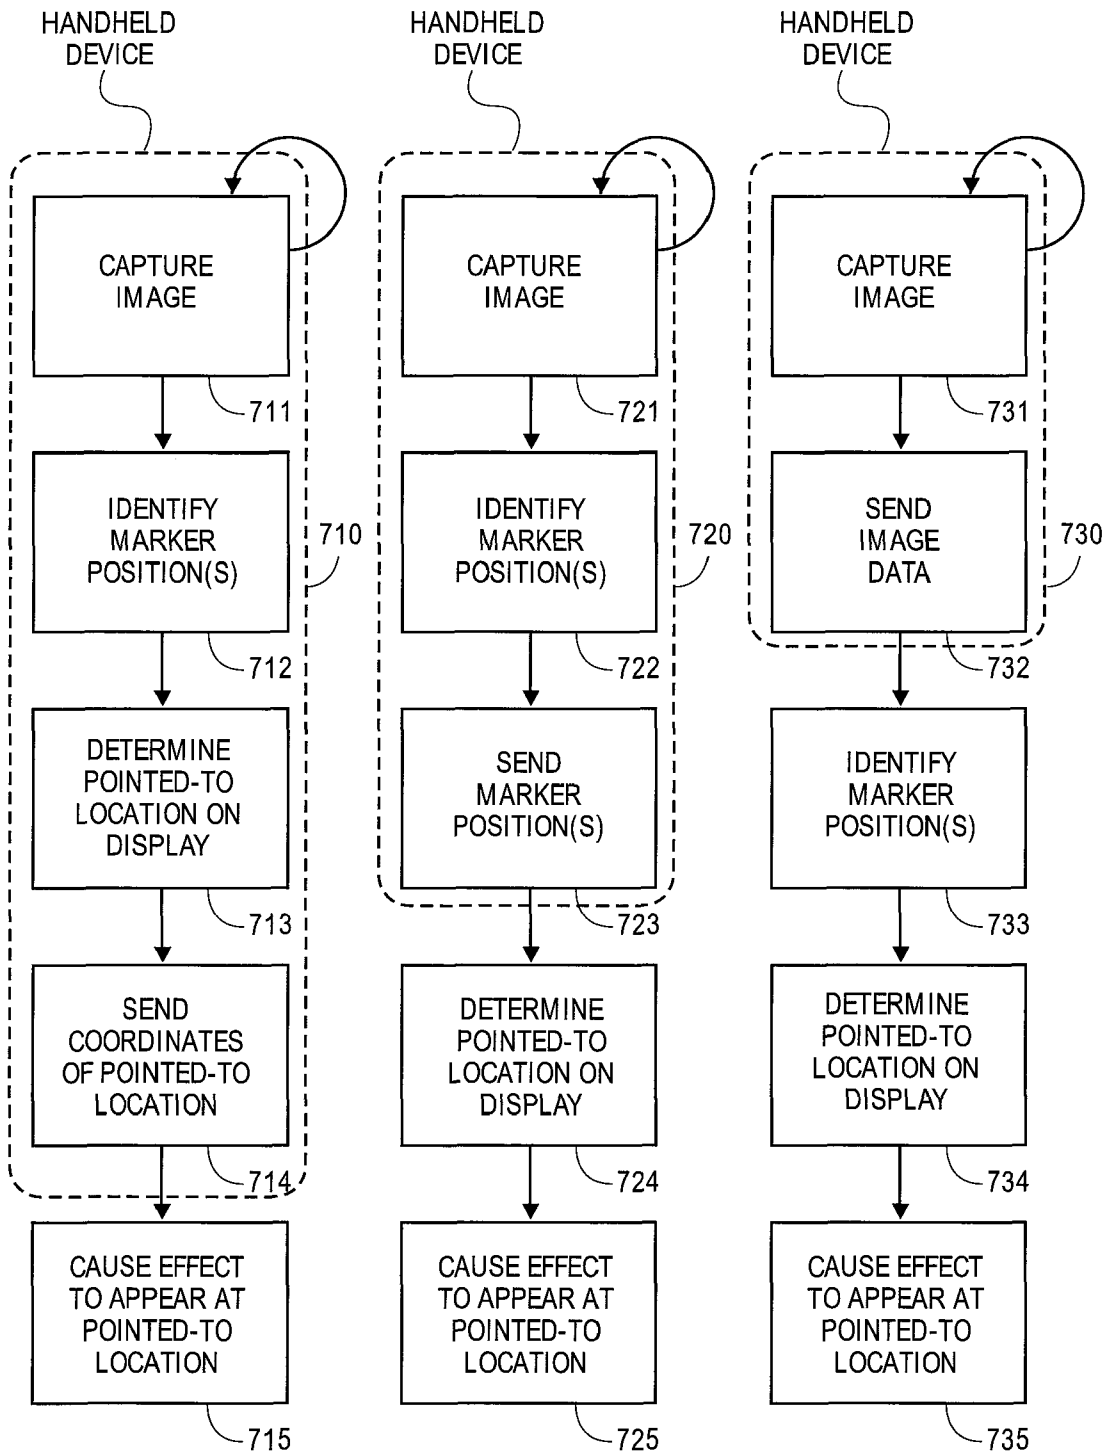 HANDHELD
DEVICE
CAPTURE
IMAGE
711
IDENTIFY
MARKER
POSITION(S)
710
712
DETERMINE
POINTED-TO
LOCATION ON
DISPLAY
713
SEND
COORDINATES
OF POINTED-TO
LOCATION
714
CAUSE EFFECT
TO APPEAR AT
POINTED-TO
LOCATION
715
HANDHELD
DEVICE
CAPTURE
IMAGE
721
IDENTIFY
MARKER
POSITION(S)
720
722
SEND
MARKER
POSITION(S)
723
DETERMINE
POINTED-TO
LOCATION ON
DISPLAY
724
CAUSE EFFECT
TO APPEAR AT
POINTED-TO
LOCATION
725
HANDHELD
DEVICE
CAPTURE
IMAGE
731
SEND
IMAGE
DATA
730
732
IDENTIFY
MARKER
POSITION(S)
733
DETERMINE
POINTED-TO
LOCATION ON
DISPLAY
734
CAUSE EFFECT
TO APPEAR AT
POINTED-TO
LOCATION
735